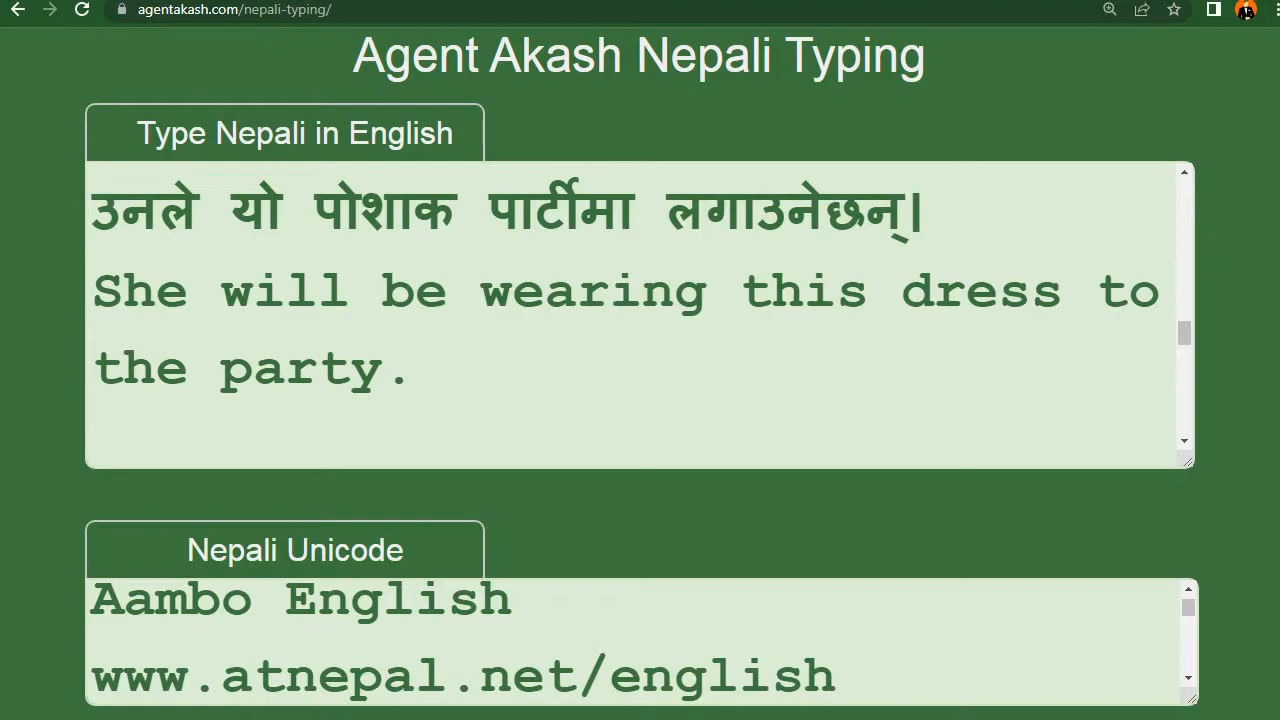 agentakash.com/nepali-typing/
Agent Akash Nepali Typing
Type Nepali in English
उनले यो पोशाक पार्टीमा लगाउनेछन्|
She will be wearing this dress to
the party.
Nepali Unicode
Aambo English
www.atnepal.net/english